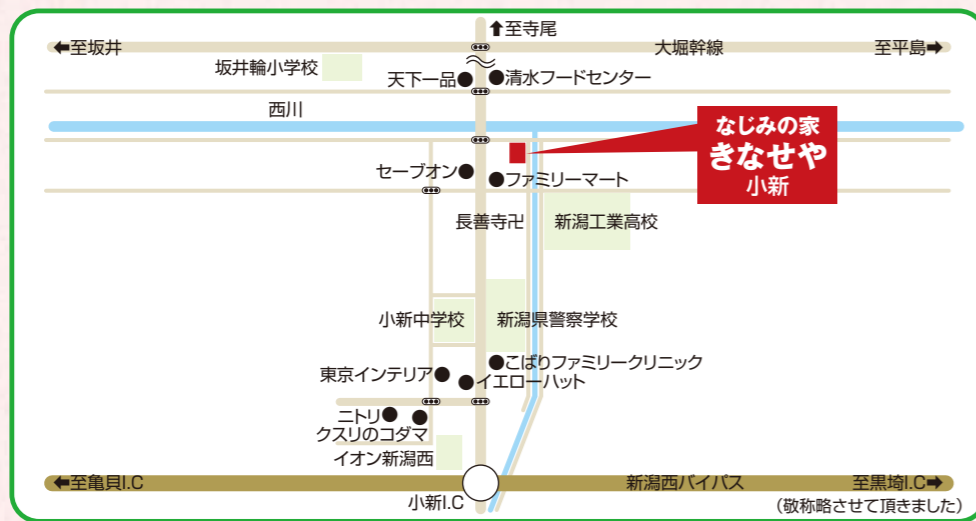 ⬆至寺尾
⬅至坂井
大堀幹線
至平島➡
坂井輪小学校
天下一品
清水フードセンター
西川
なじみの家
きなせや
小新
セーブオン
ファミリーマート
長善寺卍
新潟工業高校
小新中学校
新潟県警察学校
こばりファミリークリニック
東京インテリア
イエローハット
ニトリ
クスリのコダマ
イオン新潟西
⬅至亀貝I.C
新潟西バイパス
至黒埼I.C➡
小新I.C
(敬称略させて頂きました)